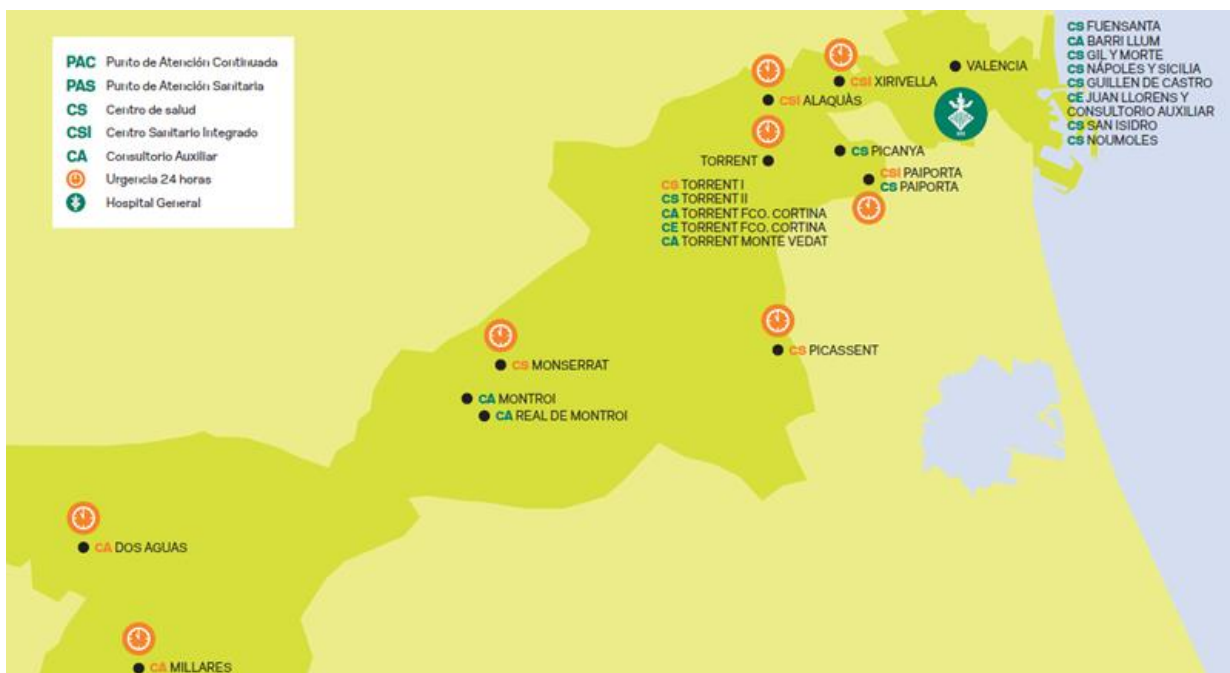 PAC Punto de Atención Continuada
PAS Punto de Atención Sanitaria
CS Centro de salud
CSI Centro Sanitario Integrado
CA Consultorio Auxiliar
Urgencia 24 horas
Hospital General
CS FUENSANTA
CA BARRI LLUM
CS GIL Y MORTE
CS NÁPOLES Y SICILIA
CS GUILLEN DE CASTRO
CE JUAN LLORENS Y
CONSULTORIO AUXILIAR
CS SAN ISIDRO
CS NOUMOLES
VALENCIA
CSI XIRIVELLA
CSI ALAQUÀS
CS PICANYA
TORRENT
CSI PAIPORTA
CS PAIPORTA
CS TORRENT I
CS TORRENT II
CA TORRENT FCO. CORTINA
CE TORRENT FCO. CORTINA
CA TORRENT MONTE VEDAT
CS PICASSENT
CS MONSERRAT
CA MONTROI
CA REAL DE MONTROI
CA DOS AGUAS
CA MILLARES